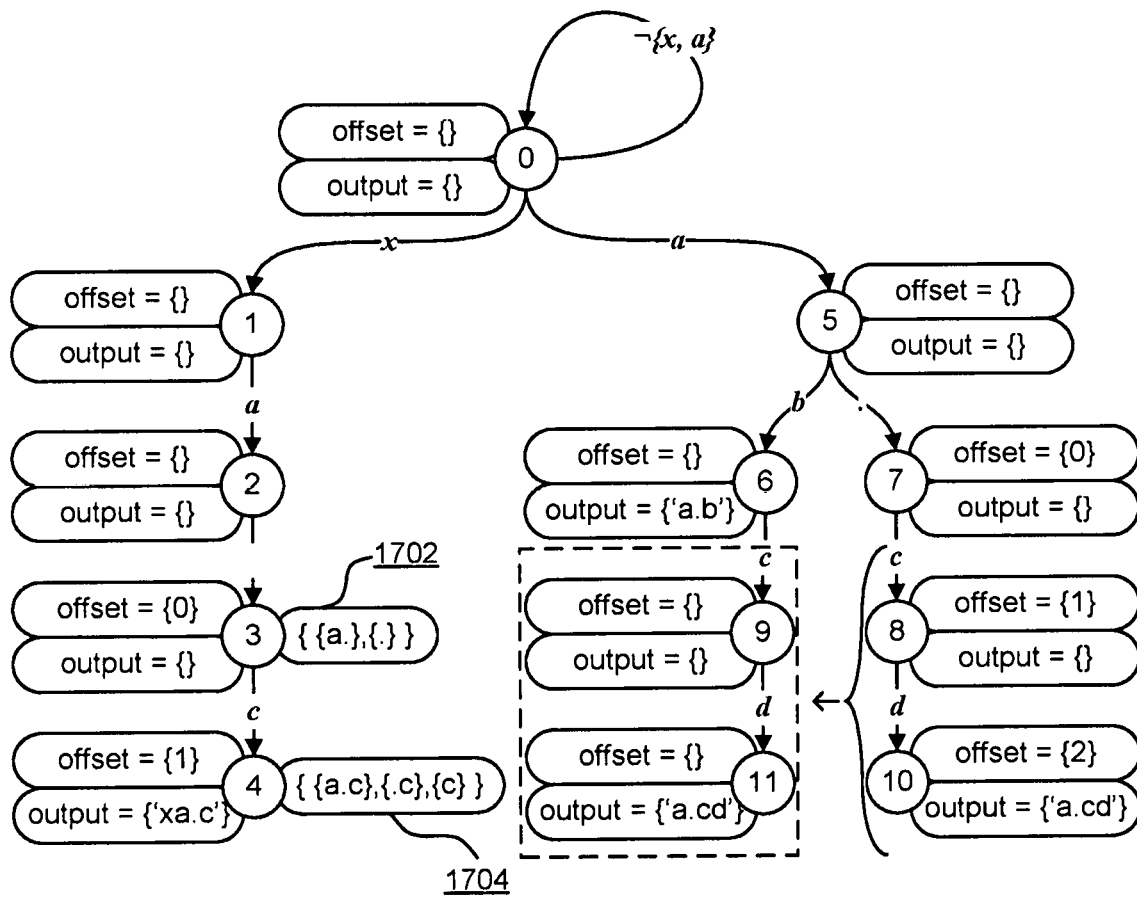 ¬{x, a}
offset = {}
output = {}
0
x
a
offset = {}
output = {}
1
5
offset = {}
output = {}
a
b
.
offset = {}
output = {}
2
offset = {}
output = {‘a.b’}
6
7
offset = {0}
output = {}
1702
c
c
offset = {0}
output = {}
3
{ {a.},{.} }
offset = {}
output = {}
9
8
offset = {1}
output = {}
c
d
d
offset = {1}
output = {‘xa.c’}
4
{ {a.c},{.c},{c} }
offset = {}
output = {‘a.cd’}
11
10
offset = {2}
output = {‘a.cd’}
1704